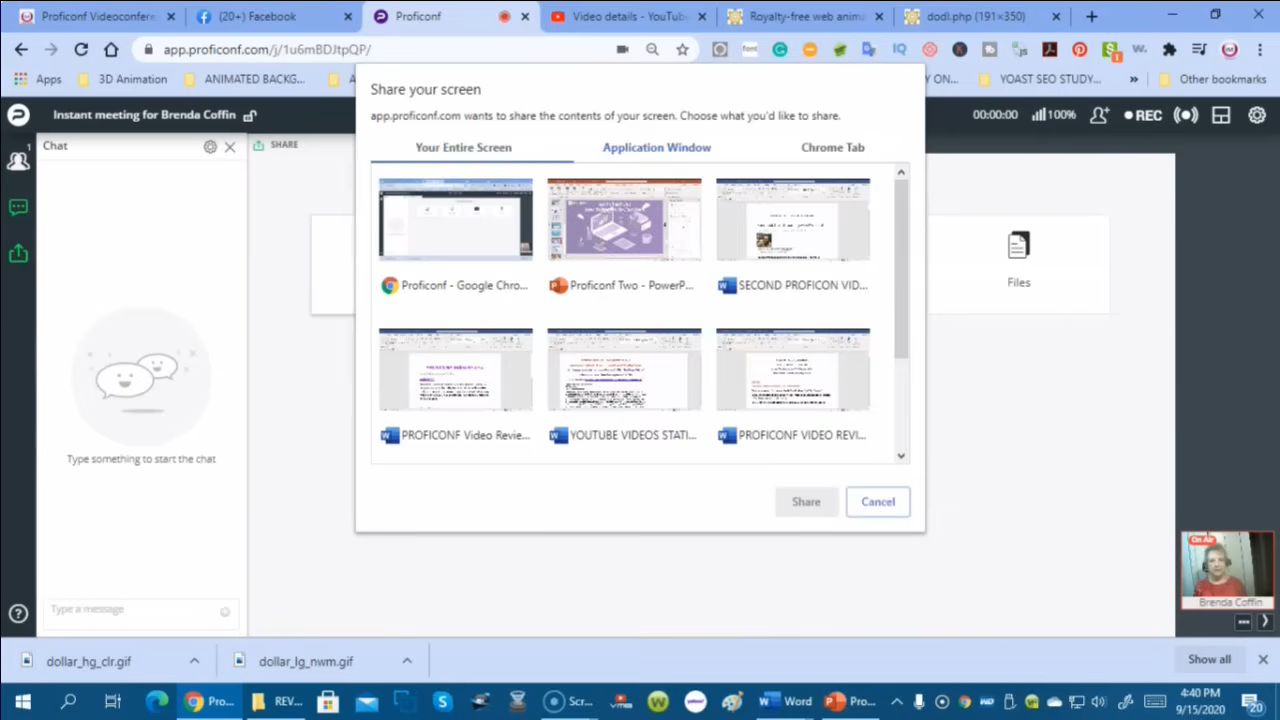 Proficonf Videoconfere
(20+) Facebook
Proficonf
Video details - YouTube
Royalty-free web anima
dodl.php (191×350)
app.proficonf.com/j/1u6mBDJtpQP/
Apps
3D Animation
ANIMATED BACKG...
YOAST SEO STUDY...
Other bookmarks
Share your screen
app.proficonf.com wants to share the contents of your screen. Choose what you'd like to share.
Your Entire Screen
Application Window
Chrome Tab
Instant meeting for Brenda Coffin
00:00:00
100%
REC
1
Chat
SHARE
Proficonf - Google Chro...
Proficonf Two - PowerP...
SECOND PROFICON VID...
Files
PROFICONF Video Revie...
YOUTUBE VIDEOS STATI...
PROFICONF VIDEO REVI...
Type something to start the chat
Share
Cancel
On Air
Brenda Coffin
Type a message
dollar_hg_clr.gif
dollar_lg_nwm.gif
Show all
Pro...
REV...
Scr...
Word
Pro...
4:40 PM
9/15/2020
20